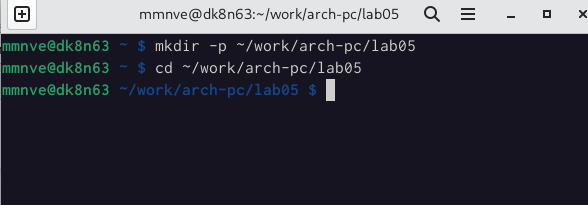 mmnve@dk8n63:~/work/arch-pc/lab05
mmnve@dk8n63 ~ $ mkdir -p ~/work/arch-pc/lab05
mmnve@dk8n63 ~ $ cd ~/work/arch-pc/lab05
mmnve@dk8n63 ~/work/arch-pc/lab05 $